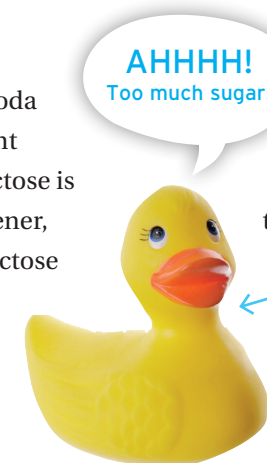 AHHHH!
Too much sugar
oda
nt
ctose is
ener,
ctose
t